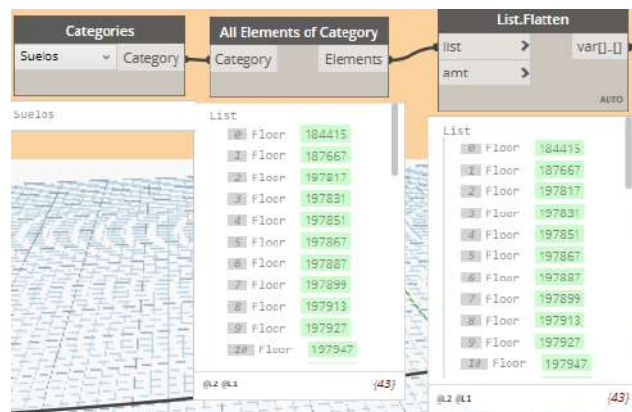 Categories
Suelos
Category
Suelos
All Elements of Category
Category
Elements
List
0 Floor 184415
1 Floor 187667
2 Floor 197817
3 Floor 197831
4 Floor 197851
5 Floor 197867
6 Floor 197887
7 Floor 197899
8 Floor 197913
9 Floor 197927
10 Floor 197947
@L2 @L1 {43}
List.Flatten
list > var[]..[]
amt >
AUTO
List
0 Floor 184415
1 Floor 187667
2 Floor 197817
3 Floor 197831
4 Floor 197851
5 Floor 197867
6 Floor 197887
7 Floor 197899
8 Floor 197913
9 Floor 197927
10 Floor 197947
@L2 @L1 {43}